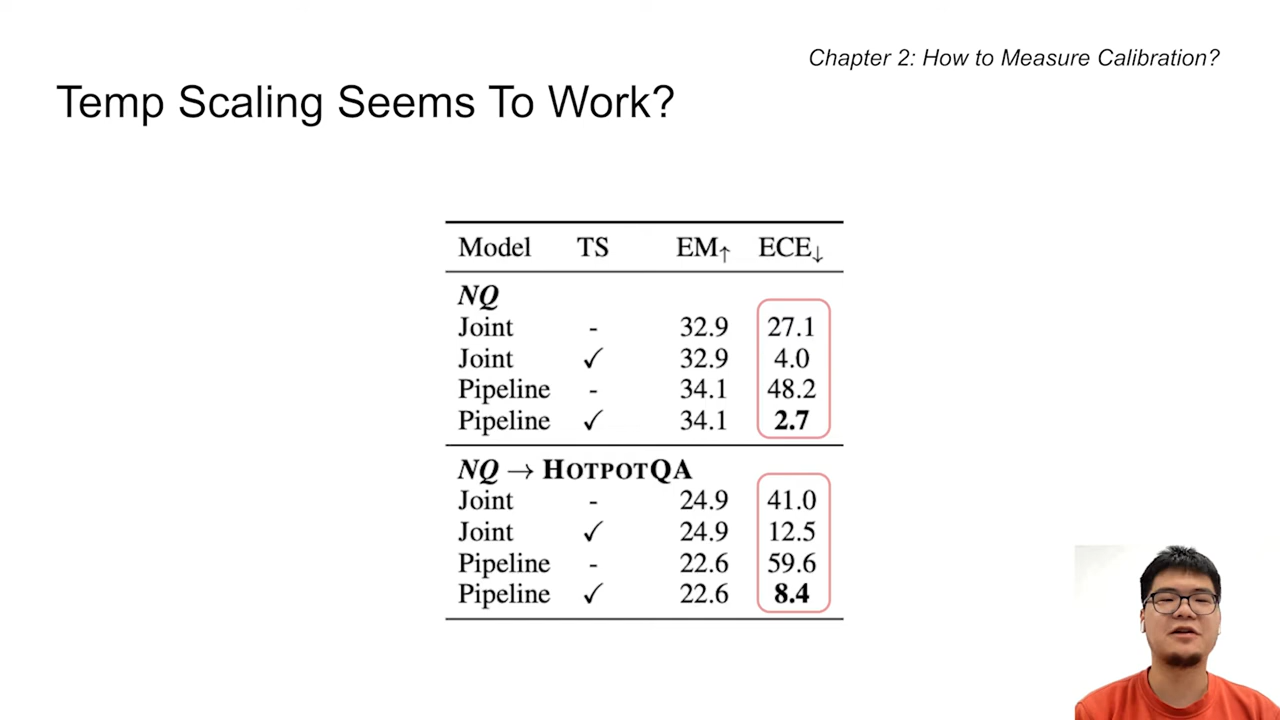 Chapter 2: How to Measure Calibration?
Temp Scaling Seems To Work?
Model TS EM↑ ECE↓
NQ
Joint - 32.9 27.1
Joint ✓ 32.9 4.0
Pipeline - 34.1 48.2
Pipeline ✓ 34.1 2.7
NQ → HOTPOTQA
Joint - 24.9 41.0
Joint ✓ 24.9 12.5
Pipeline - 22.6 59.6
Pipeline ✓ 22.6 8.4